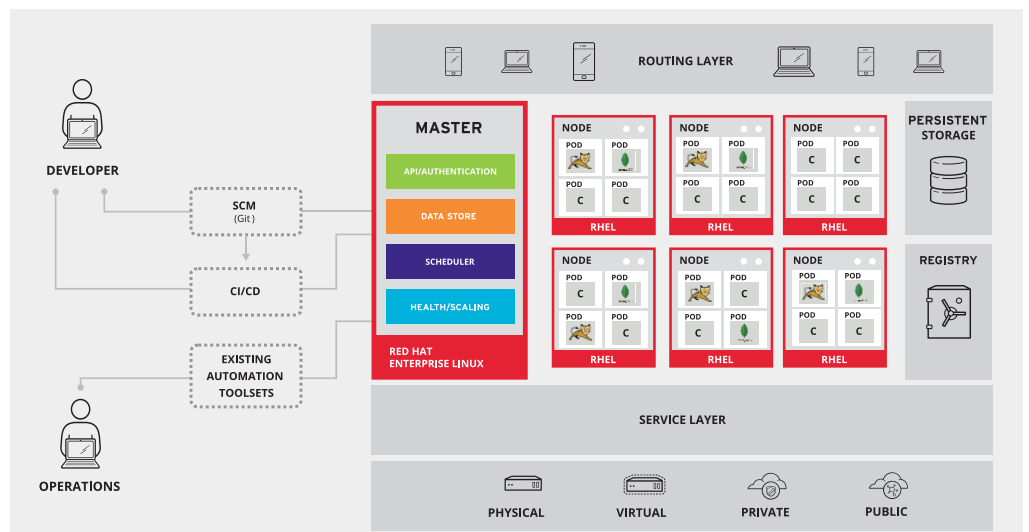 ROUTING LAYER
DEVELOPER
SCM
(Git)
CI/CD
EXISTING
AUTOMATION
TOOLSETS
OPERATIONS
MASTER
API/AUTHENTICATION
DATA STORE
SCHEDULER
HEALTH/SCALING
RED HAT
ENTERPRISE LINUX
NODE
POD POD
POD POD
C C
RHEL
NODE
POD POD
POD POD
C C
RHEL
NODE
POD POD
C C
POD POD
C C
RHEL
NODE
POD POD
C
POD POD
C
RHEL
NODE
POD POD
C
POD POD
C
RHEL
NODE
POD POD
POD POD
C C
RHEL
PERSISTENT
STORAGE
REGISTRY
SERVICE LAYER
PHYSICAL
VIRTUAL
PRIVATE
PUBLIC